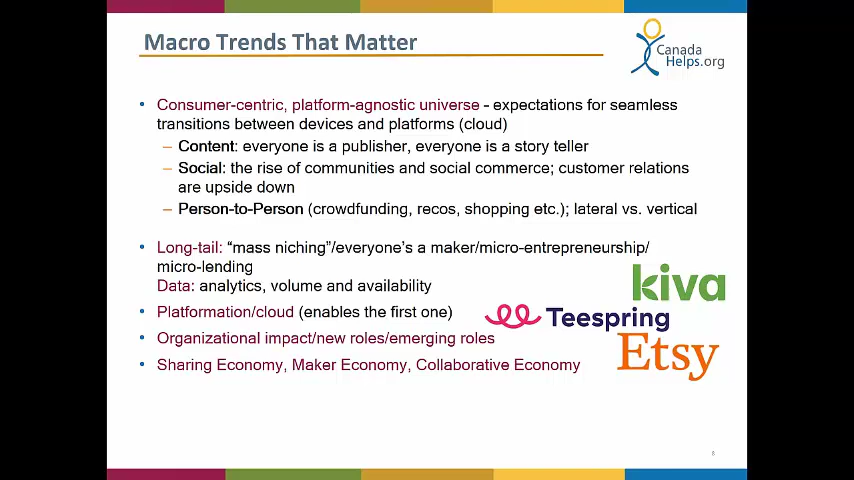 Macro Trends That Matter
Canada
Helps.org
• Consumer-centric, platform-agnostic universe - expectations for seamless
transitions between devices and platforms (cloud)
– Content: everyone is a publisher, everyone is a story teller
– Social: the rise of communities and social commerce; customer relations
are upside down
– Person-to-Person (crowdfunding, recos, shopping etc.); lateral vs. vertical
• Long-tail: “mass niching”/everyone’s a maker/micro-entrepreneurship/
micro-lending
Data: analytics, volume and availability
• Platformation/cloud (enables the first one)
• Organizational impact/new roles/emerging roles
• Sharing Economy, Maker Economy, Collaborative Economy
kiva
Teespring
Etsy
8